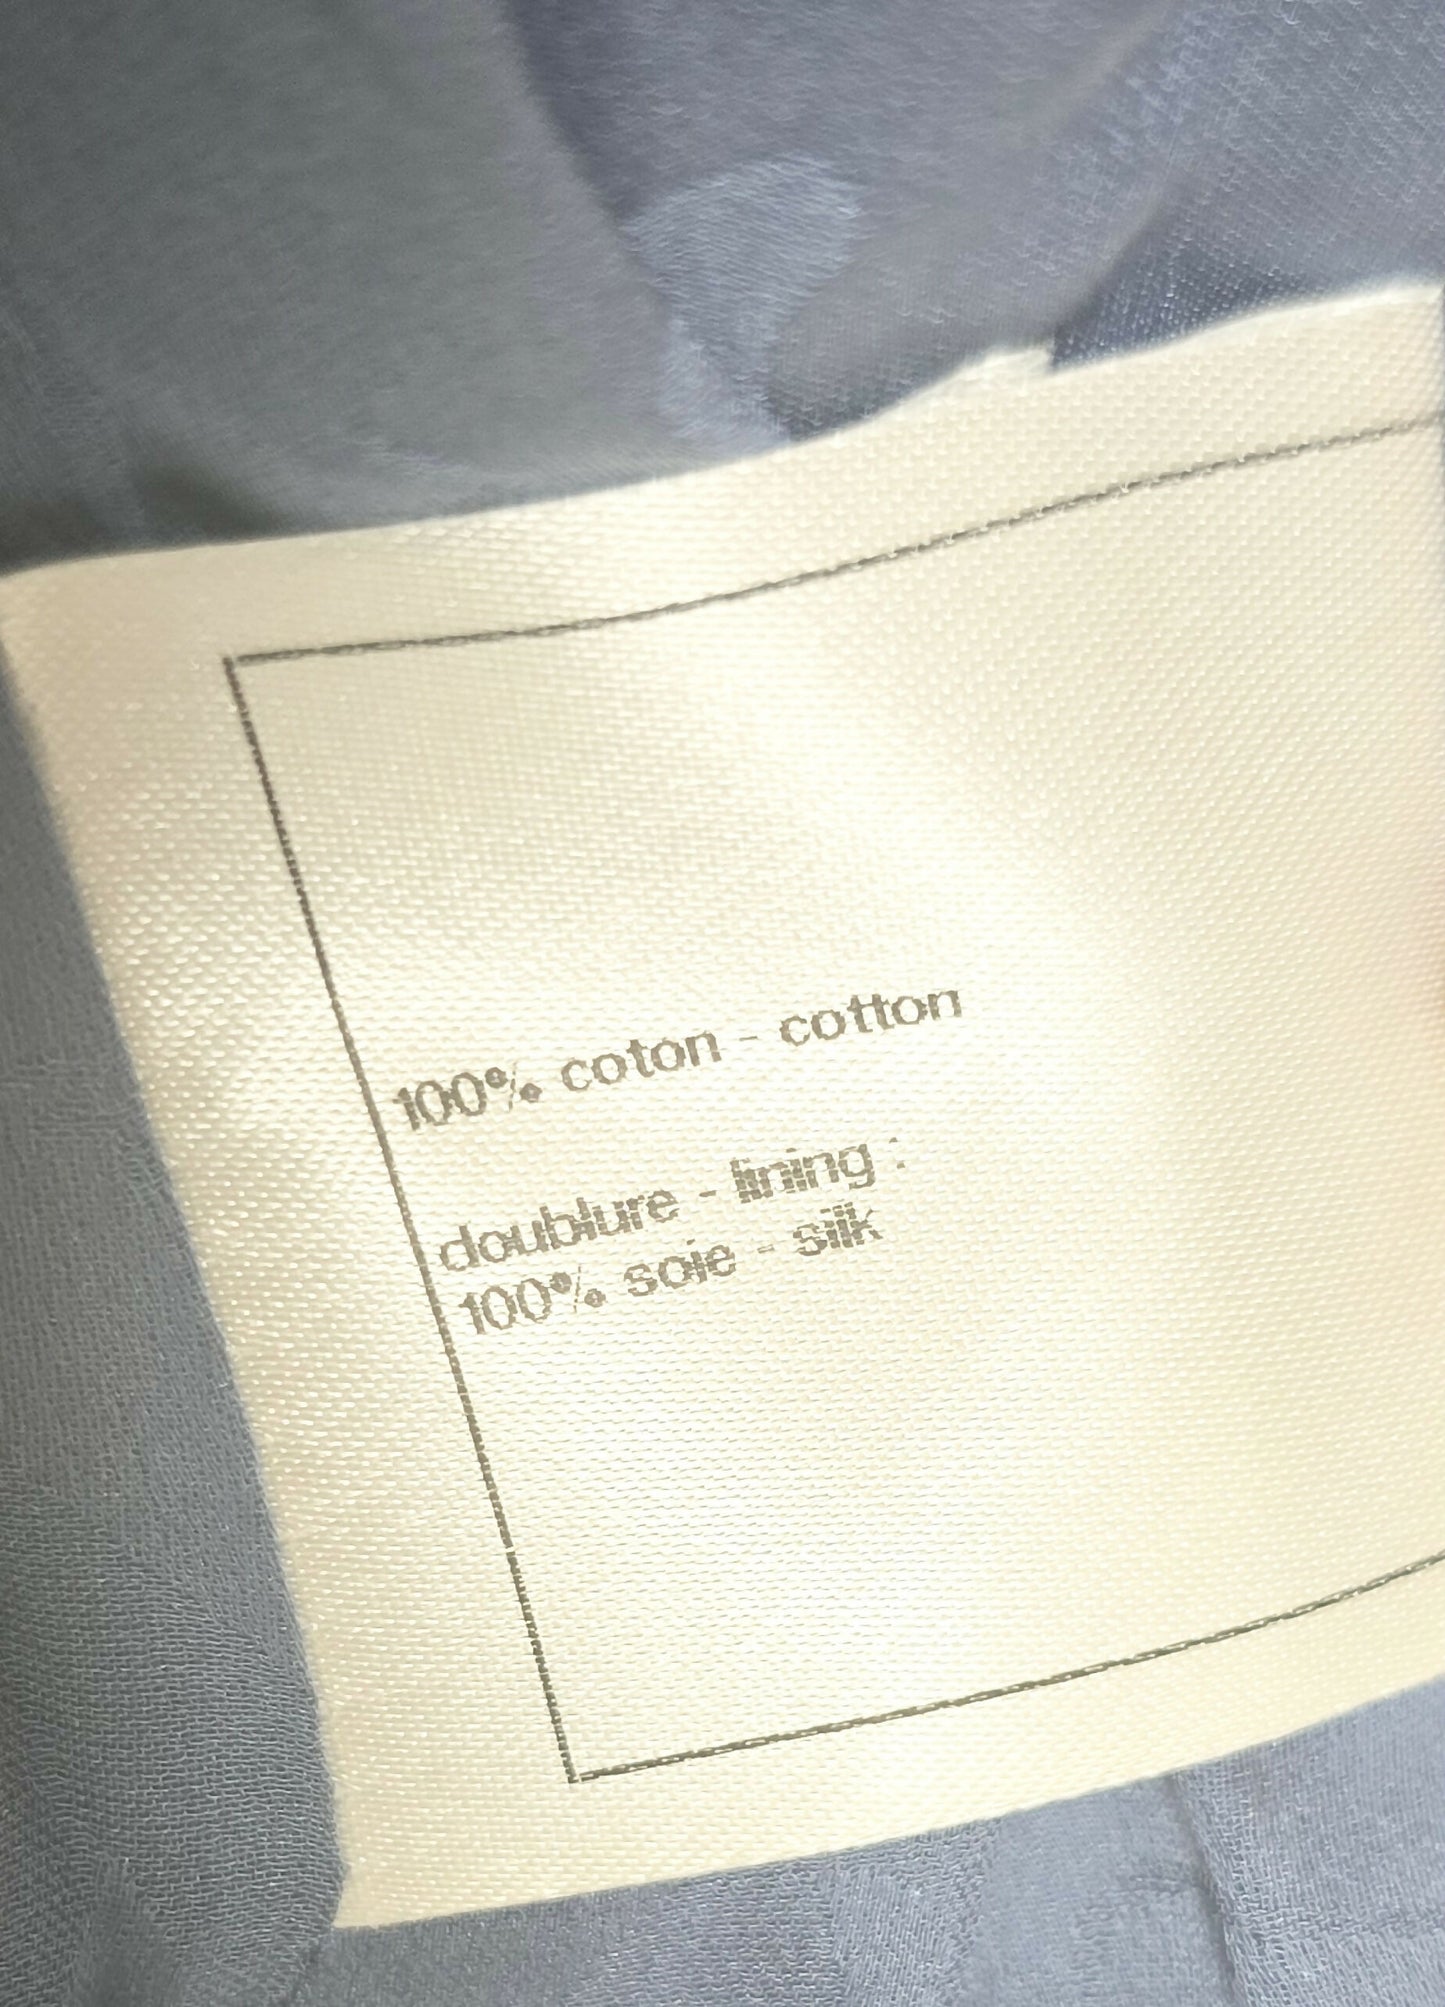 100% coton - cotton
doublure - lining :
100% soie - silk